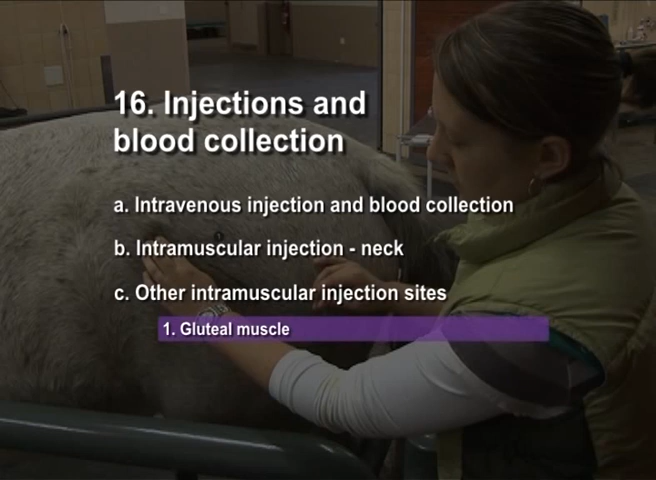 16. Injections and
blood collection
a. Intravenous injection and blood collection
b. Intramuscular injection - neck
c. Other intramuscular injection sites
1. Gluteal muscle